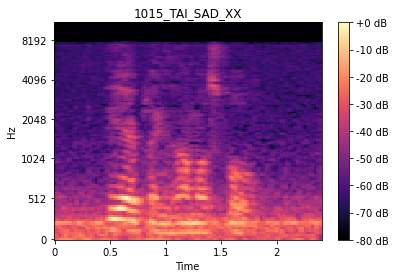 1015_TAI_SAD_XX
+0 dB
8192
-10 dB
4096
-20 dB
-30 dB
2048
Hz
-40 dB
1024
-50 dB
-60 dB
512
-70 dB
0
-80 dB
0 0.5 1 1.5 2
Time